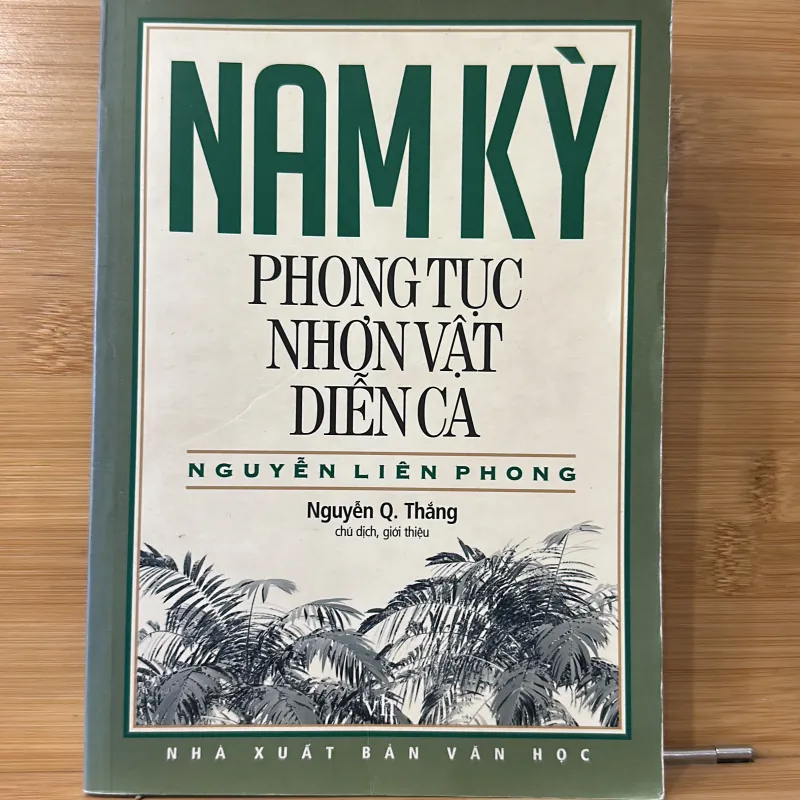 NAM KỲ
PHONG TỤC
NHƠN VẬT
DIỄN CA
NGUYỄN LIÊN PHONG
Nguyễn Q. Thắng
chú dịch, giới thiệu
VH
NHÀ XUẤT BẢN VĂN HỌC